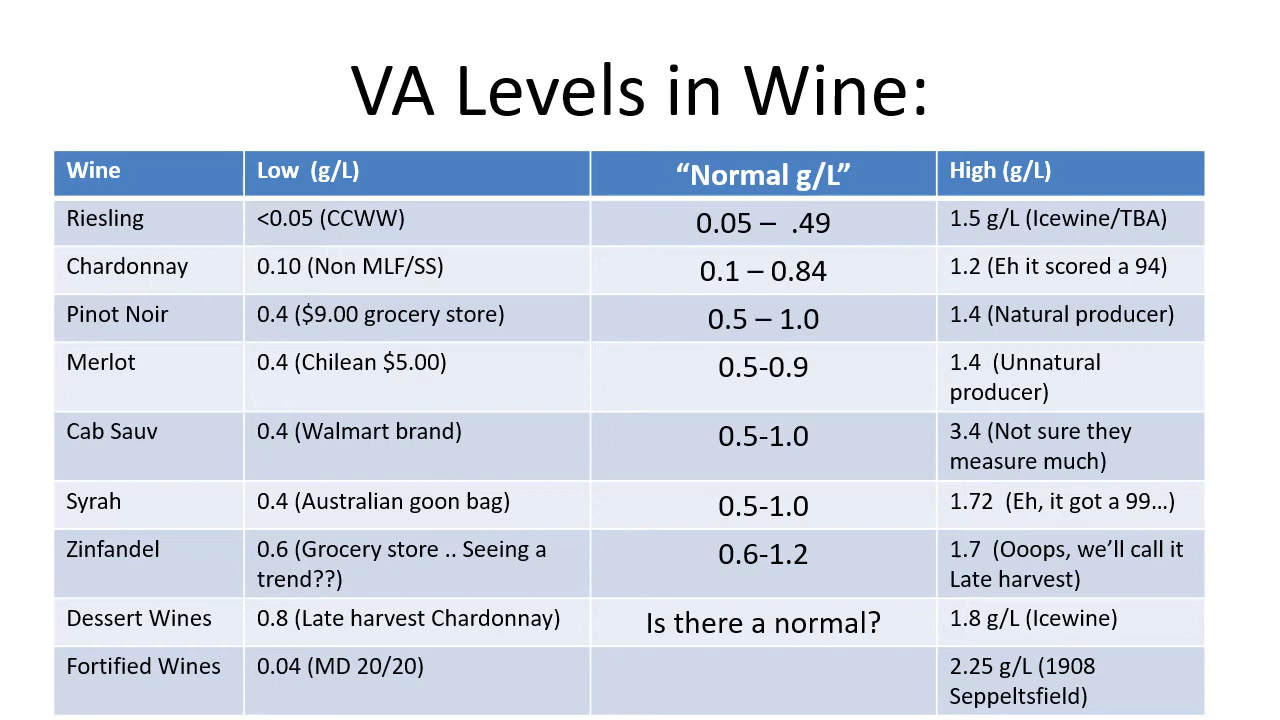 VA Levels in Wine:
Wine Low (g/L) “Normal g/L” High (g/L)
Riesling <0.05 (CCWW) 0.05 – .49 1.5 g/L (Icewine/TBA)
Chardonnay 0.10 (Non MLF/SS) 0.1 – 0.84 1.2 (Eh it scored a 94)
Pinot Noir 0.4 ($9.00 grocery store) 0.5 – 1.0 1.4 (Natural producer)
Merlot 0.4 (Chilean $5.00) 0.5-0.9 1.4 (Unnatural
producer)
Cab Sauv 0.4 (Walmart brand) 0.5-1.0 3.4 (Not sure they
measure much)
Syrah 0.4 (Australian goon bag) 0.5-1.0 1.72 (Eh, it got a 99…)
Zinfandel 0.6 (Grocery store .. Seeing a 0.6-1.2 1.7 (Ooops, we’ll call it
trend??) Late harvest)
Dessert Wines 0.8 (Late harvest Chardonnay) Is there a normal? 1.8 g/L (Icewine)
Fortified Wines 0.04 (MD 20/20) 2.25 g/L (1908
Seppeltsfield)